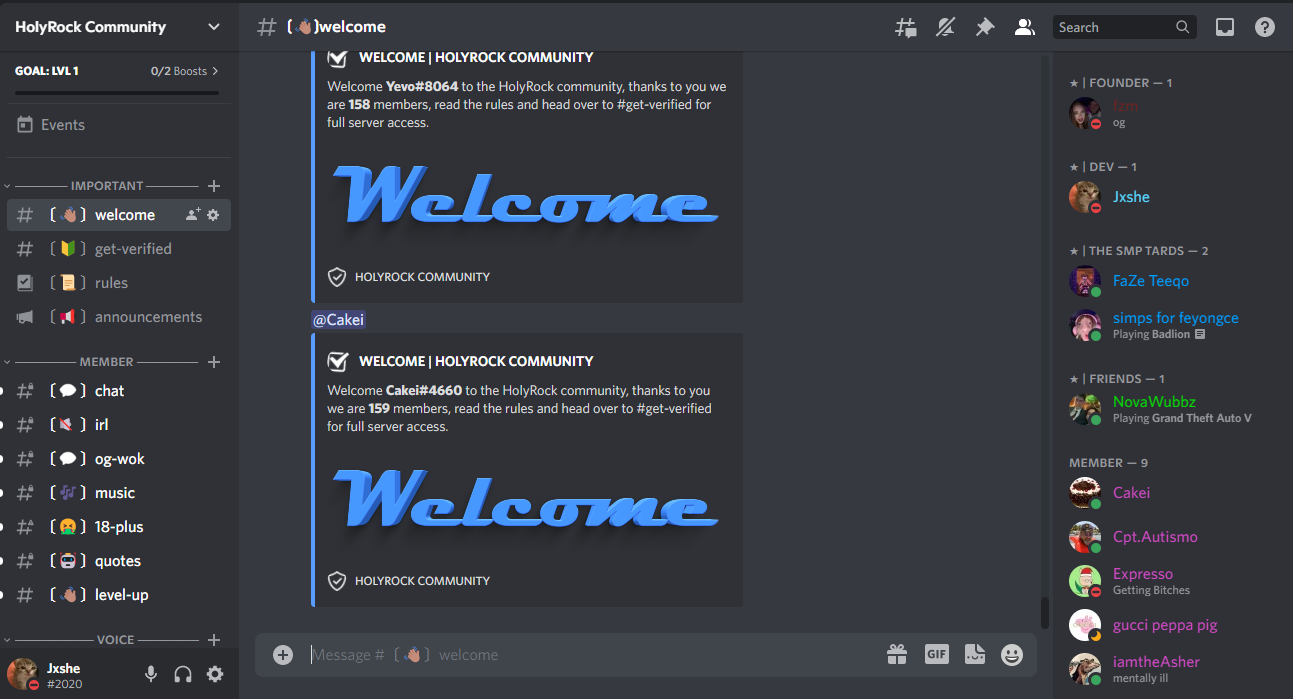 HolyRock Community
GOAL: LVL 1 0/2 Boosts
Events
IMPORTANT
welcome
get-verified
rules
announcements
MEMBER
chat
irl
og-wok
music
18-plus
quotes
level-up
VOICE
Jxshe
#2020
welcome
Search
WELCOME | HOLYROCK COMMUNITY
Welcome Yevo#8064 to the HolyRock community, thanks to you we
are 158 members, read the rules and head over to #get-verified for
full server access.
Welcome
HOLYROCK COMMUNITY
@Cakei
WELCOME | HOLYROCK COMMUNITY
Welcome Cakei#4660 to the HolyRock community, thanks to you
we are 159 members, read the rules and head over to #get-verified
for full server access.
Welcome
HOLYROCK COMMUNITY
Message # welcome
GIF
★ | FOUNDER — 1
og
★ | DEV — 1
Jxshe
★ | THE SMP TARDS — 2
FaZe Teeqo
simps for feyongce
Playing Badlion
★ | FRIENDS — 1
NovaWubbz
Playing Grand Theft Auto V
MEMBER — 9
Cakei
Cpt.Autismo
Expresso
Getting Bitches
gucci peppa pig
iamtheAsher
mentally ill